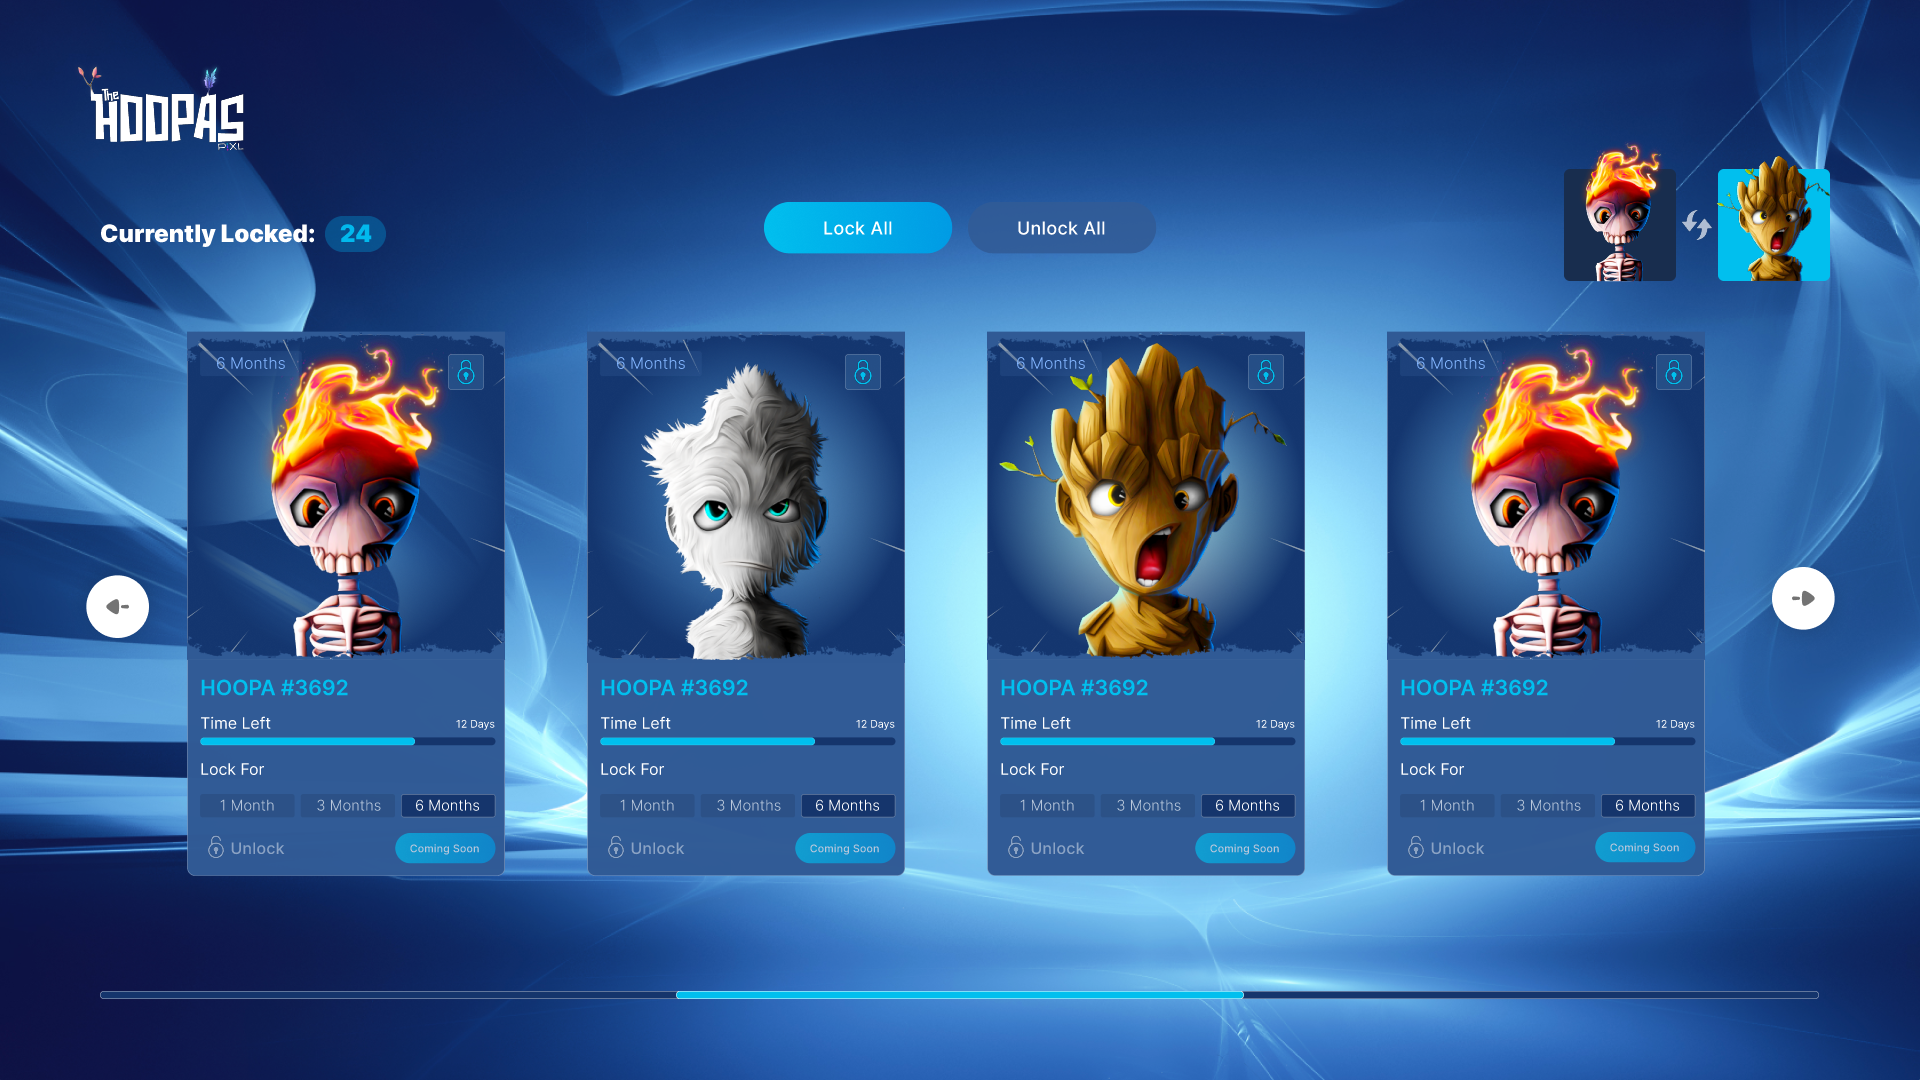 The
HOOPAS
PIXL
Currently Locked: 24
Lock All
Unlock All
6 Months
HOOPA #3692
Time Left 12 Days
Lock For
1 Month 3 Months 6 Months
Unlock Coming Soon
6 Months
HOOPA #3692
Time Left 12 Days
Lock For
1 Month 3 Months 6 Months
Unlock Coming Soon
6 Months
HOOPA #3692
Time Left 12 Days
Lock For
1 Month 3 Months 6 Months
Unlock Coming Soon
6 Months
HOOPA #3692
Time Left 12 Days
Lock For
1 Month 3 Months 6 Months
Unlock Coming Soon